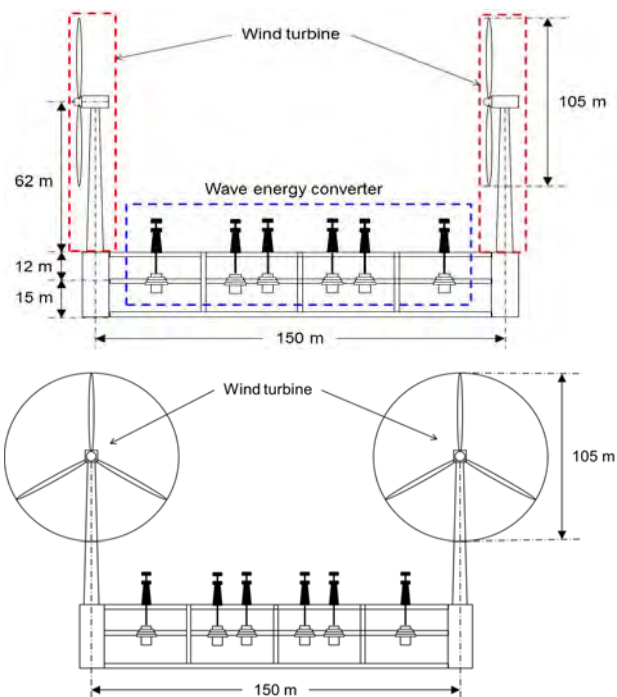 Wind turbine
105 m
62 m
Wave energy converter
12 m
15 m
150 m
Wind turbine
105 m
150 m